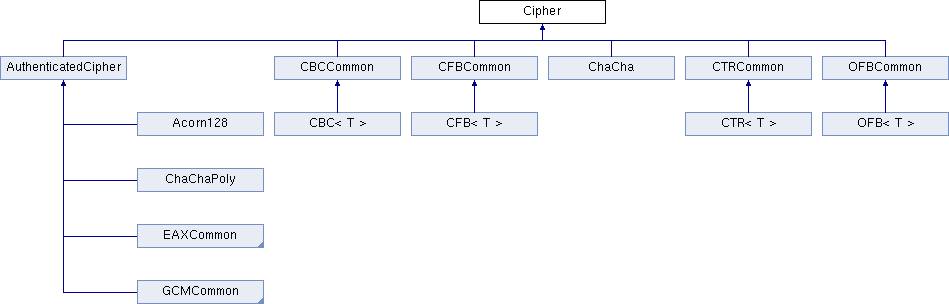 Cipher
AuthenticatedCipher
CBCCommon
CFBCommon
ChaCha
CTRCommon
OFBCommon
Acorn128
CBC< T >
CFB< T >
CTR< T >
OFB< T >
ChaChaPoly
EAXCommon
GCMCommon